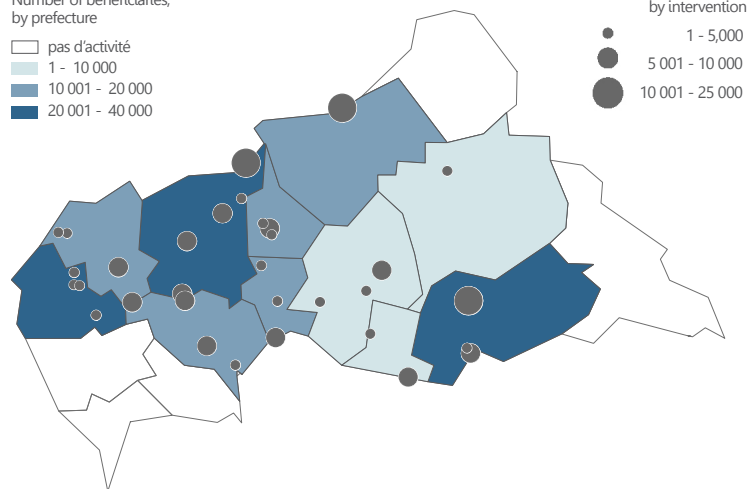 Number of beneficiaries,
by prefecture
pas d'activité
1 - 10 000
10 001 - 20 000
20 001 - 40 000
by intervention
1 - 5,000
5 001 - 10 000
10 001 - 25 000